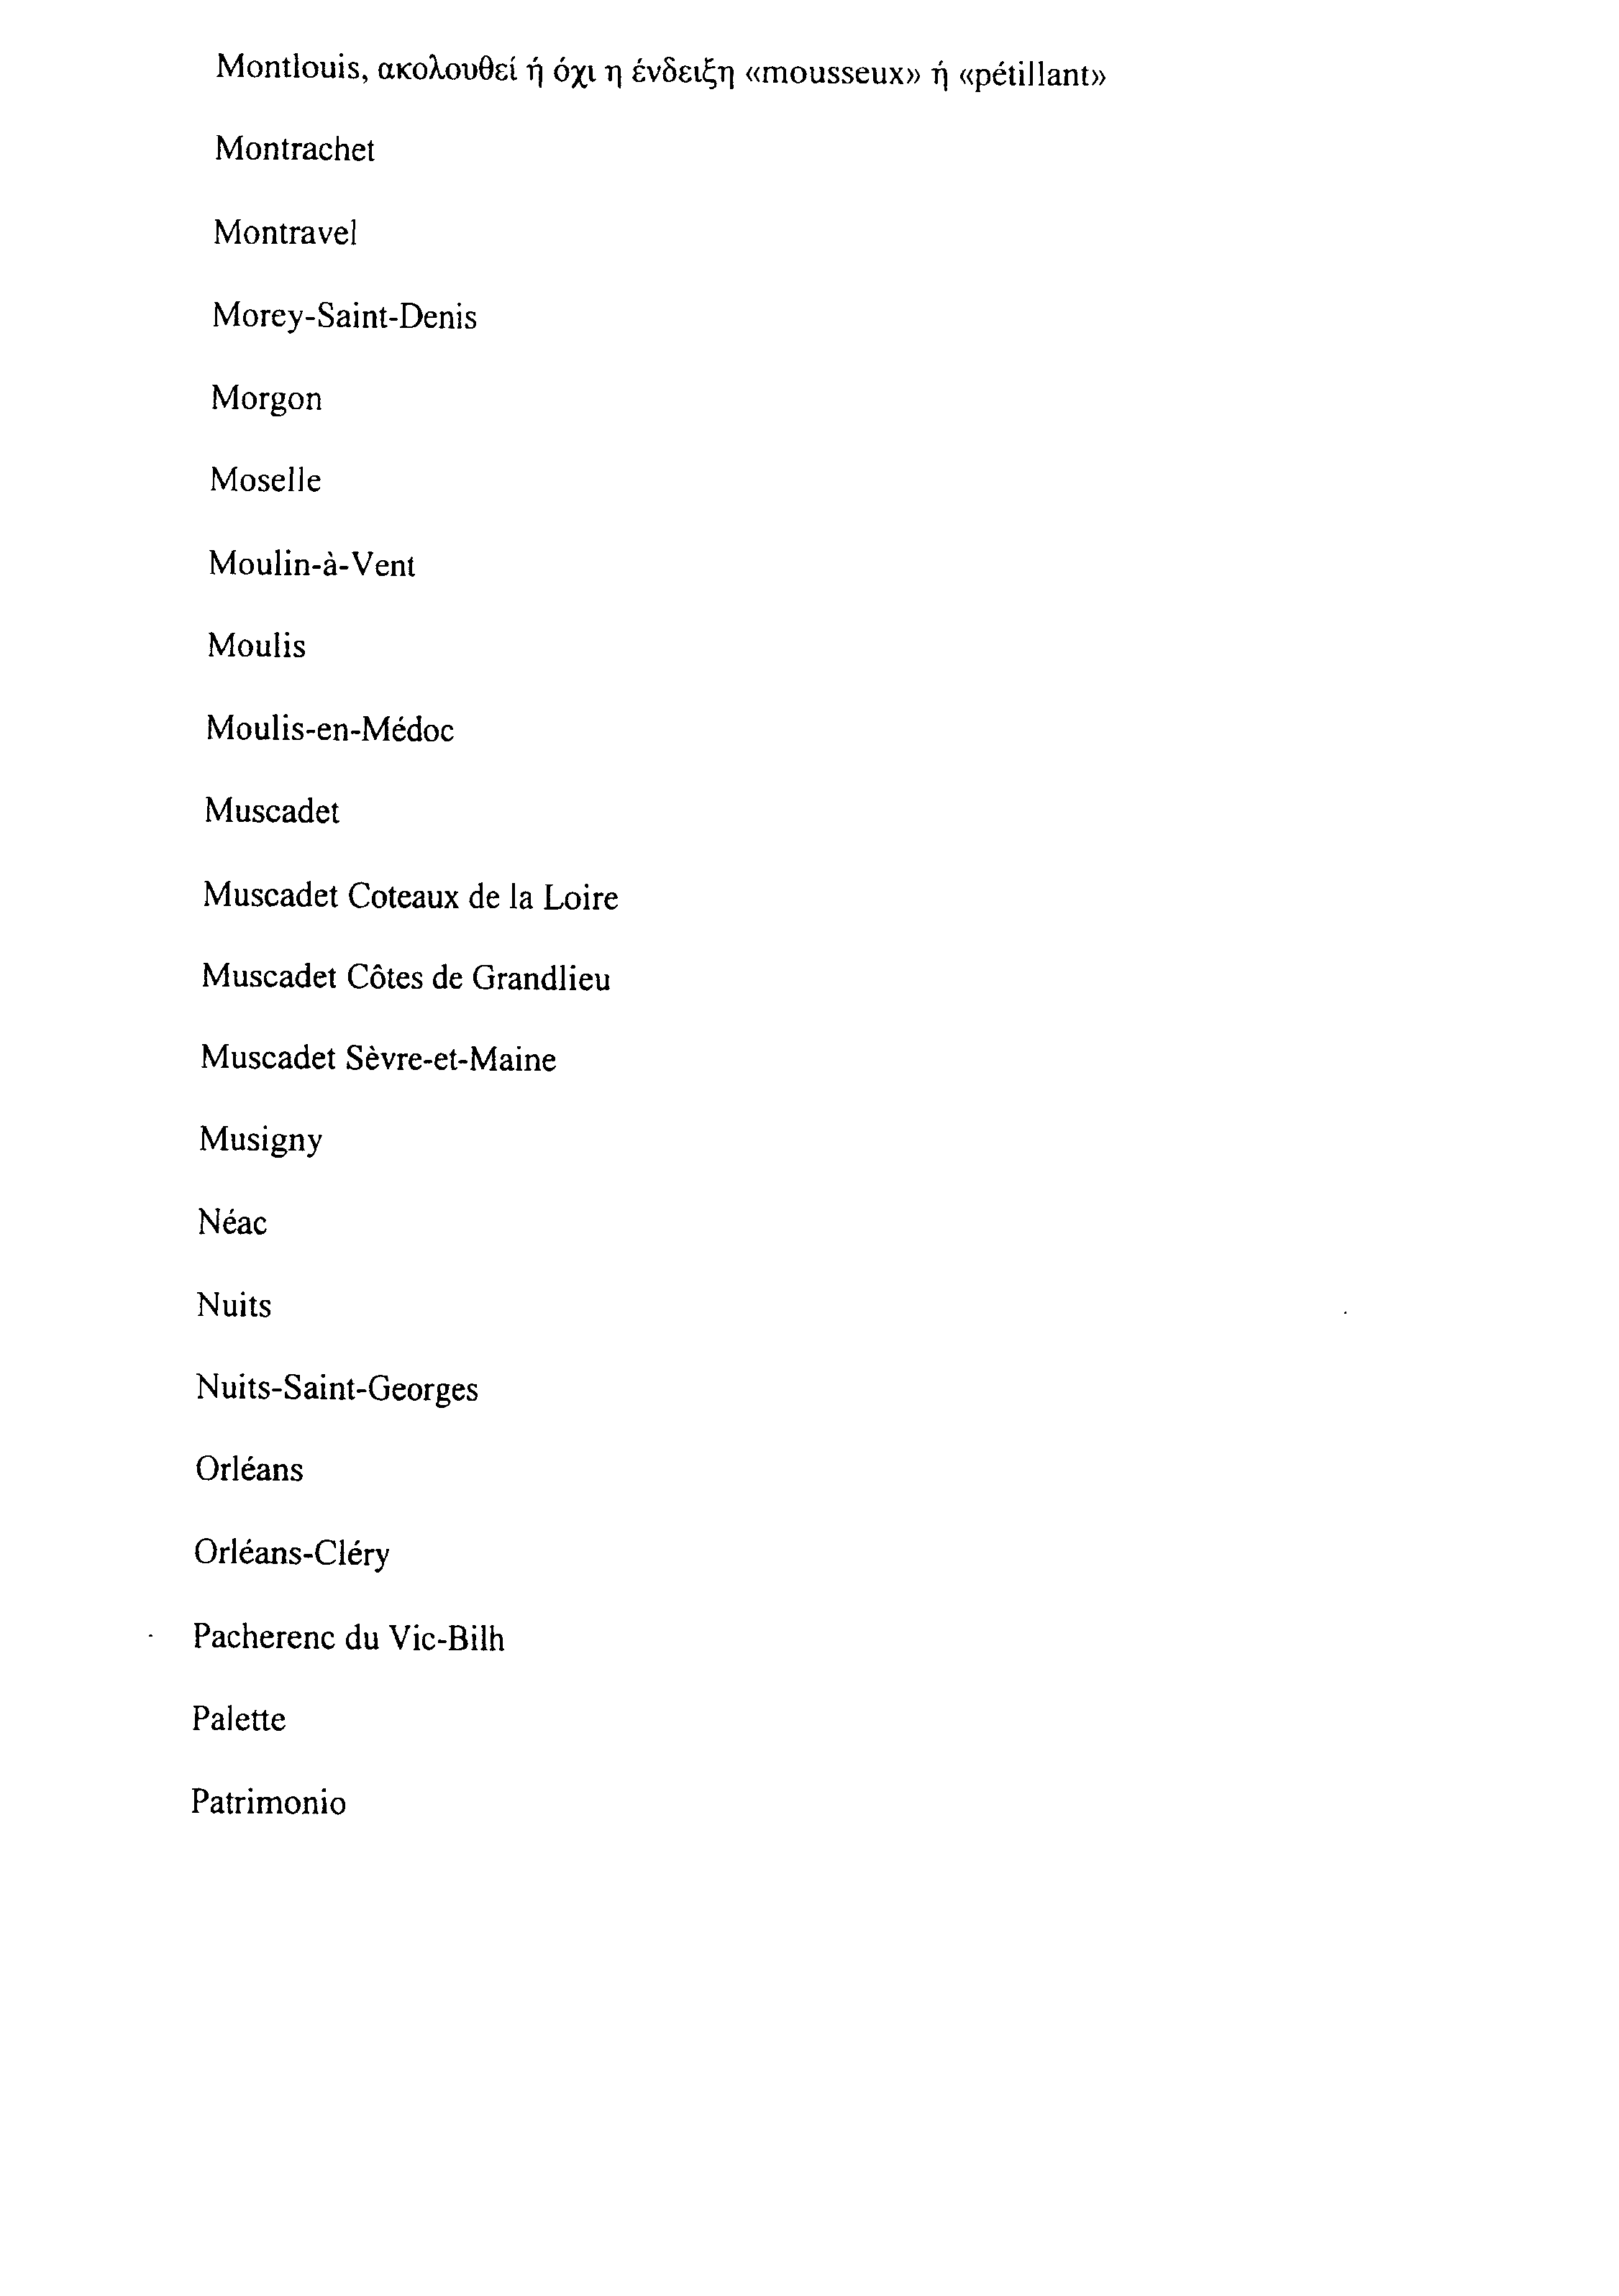 Montlouis, ακολουθεί ή όχι η ένδειξη «mousseux» ή «pétillant»
Montrachet
Montravel
Morey-Saint-Denis
Morgon
Moselle
Moulin-à-Vent
Moulis
Moulis-en-Médoc
Muscadet
Muscadet Coteaux de la Loire
Muscadet Côtes de Grandlieu
Muscadet Sèvre-et-Maine
Musigny
Néac
Nuits
Nuits-Saint-Georges
Orléans
Orléans-Cléry
Pacherenc du Vic-Bilh
Palette
Patrimonio